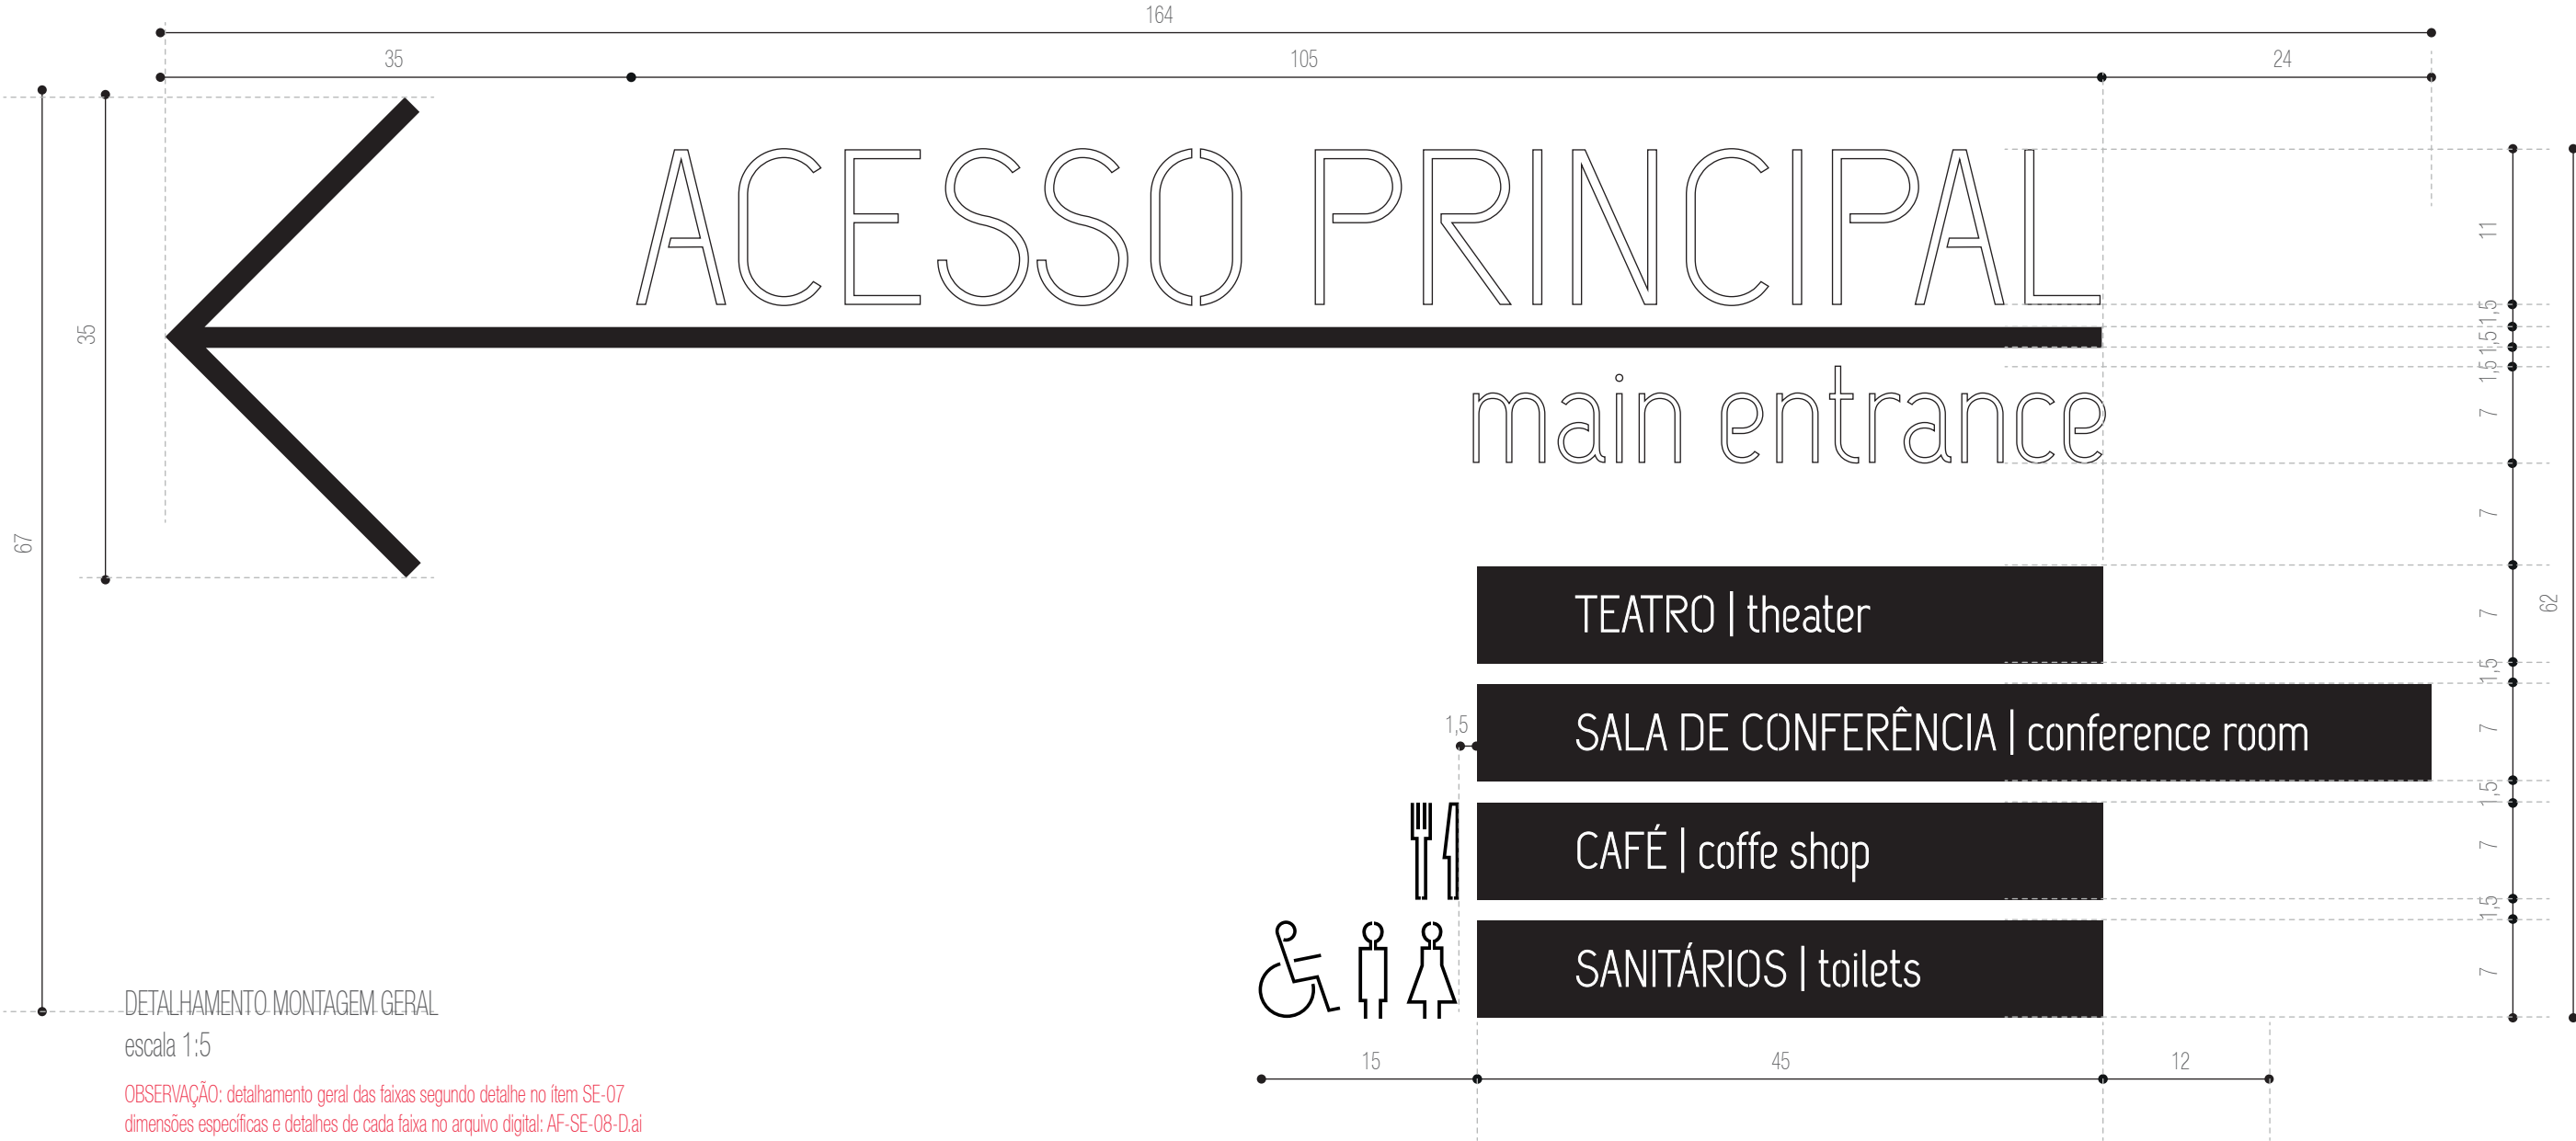 164
35 105 24
ACESSO PRINCIPAL
11
1,5
35
1,5
1,5
main entrance
7
67
7
TEATRO | theater
7
62
1,5
1,5
SALA DE CONFERÊNCIA | conference room
7
1,5
CAFÉ | coffe shop
7
1,5
SANITÁRIOS | toilets
7
DETALHAMENTO MONTAGEM GERAL
escala 1:5
15 45 12
OBSERVAÇÃO: detalhamento geral das faixas segundo detalhe no ítem SE-07
dimensões específicas e detalhes de cada faixa no arquivo digital: AF-SE-08-D.ai